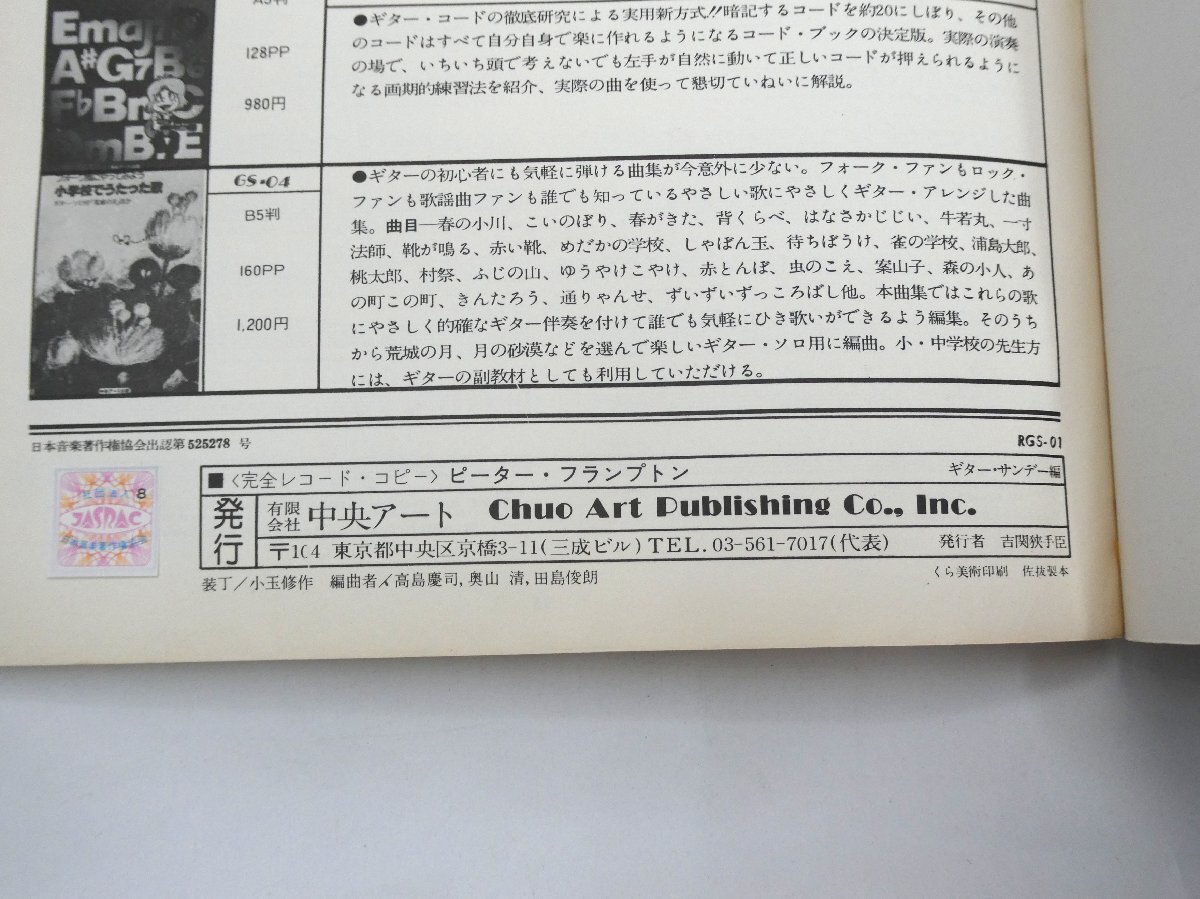 A5判
128PP
980円
Emaj
A♯G7B
F♭Bm C
mB E
●ギター・コードの徹底研究による実用新方式!!暗記するコードを約20にしぼり、その他
のコードはすべて自分自身で楽に作れるようになるコード・ブックの決定版。実際の演奏
の場で、いちいち頭で考えないでも左手が自然に動いて正しいコードが押えられるように
なる画期的練習法を紹介、実際の曲を使って懇切ていねいに解説。
小学校でうたった歌
GS・04
B5判
160PP
1,200円
●ギターの初心者にも気軽に弾ける曲集が今意外に少ない。フォーク・ファンもロック・
ファンも歌謡曲ファンも誰でも知っているやさしい歌にやさしくギター・アレンジした曲
集。曲目―春の小川、こいのぼり、春がきた、背くらべ、はなさかじじい、牛若丸、一寸
法師、靴が鳴る、赤い靴、めだかの学校、しゃぼん玉、待ちぼうけ、雀の学校、浦島太郎、
桃太郎、村祭、ふじの山、ゆうやけこやけ、赤とんぼ、虫のこえ、案山子、森の小人、あ
の町この町、きんたろう、通りゃんせ、ずいずいずっころばし他。本曲集ではこれらの歌
にやさしく的確なギター伴奏を付けて誰でも気軽にひき歌いができるよう編集。そのうち
から荒城の月、月の砂漠などを選んで楽しいギター・ソロ用に編曲。小・中学校の先生方
には、ギターの副教材としても利用していただける。
日本音楽著作権協会出認第525278 号
RGS-01
社団法人 8
JASRAC
日本音楽著作権協会
■〈完全レコード・コピー〉ピーター・フランプトン ギター・サンデー編
発行 有限会社 中央アート Chuo Art Publishing Co., Inc.
〒104 東京都中央区京橋3-11(三成ビル)TEL.03-561-7017(代表) 発行者 吉関狭手臣
装丁／小玉修作 編曲者／高島慶司,奥山 清,田島俊朗
くら美術印刷 佐抜製本